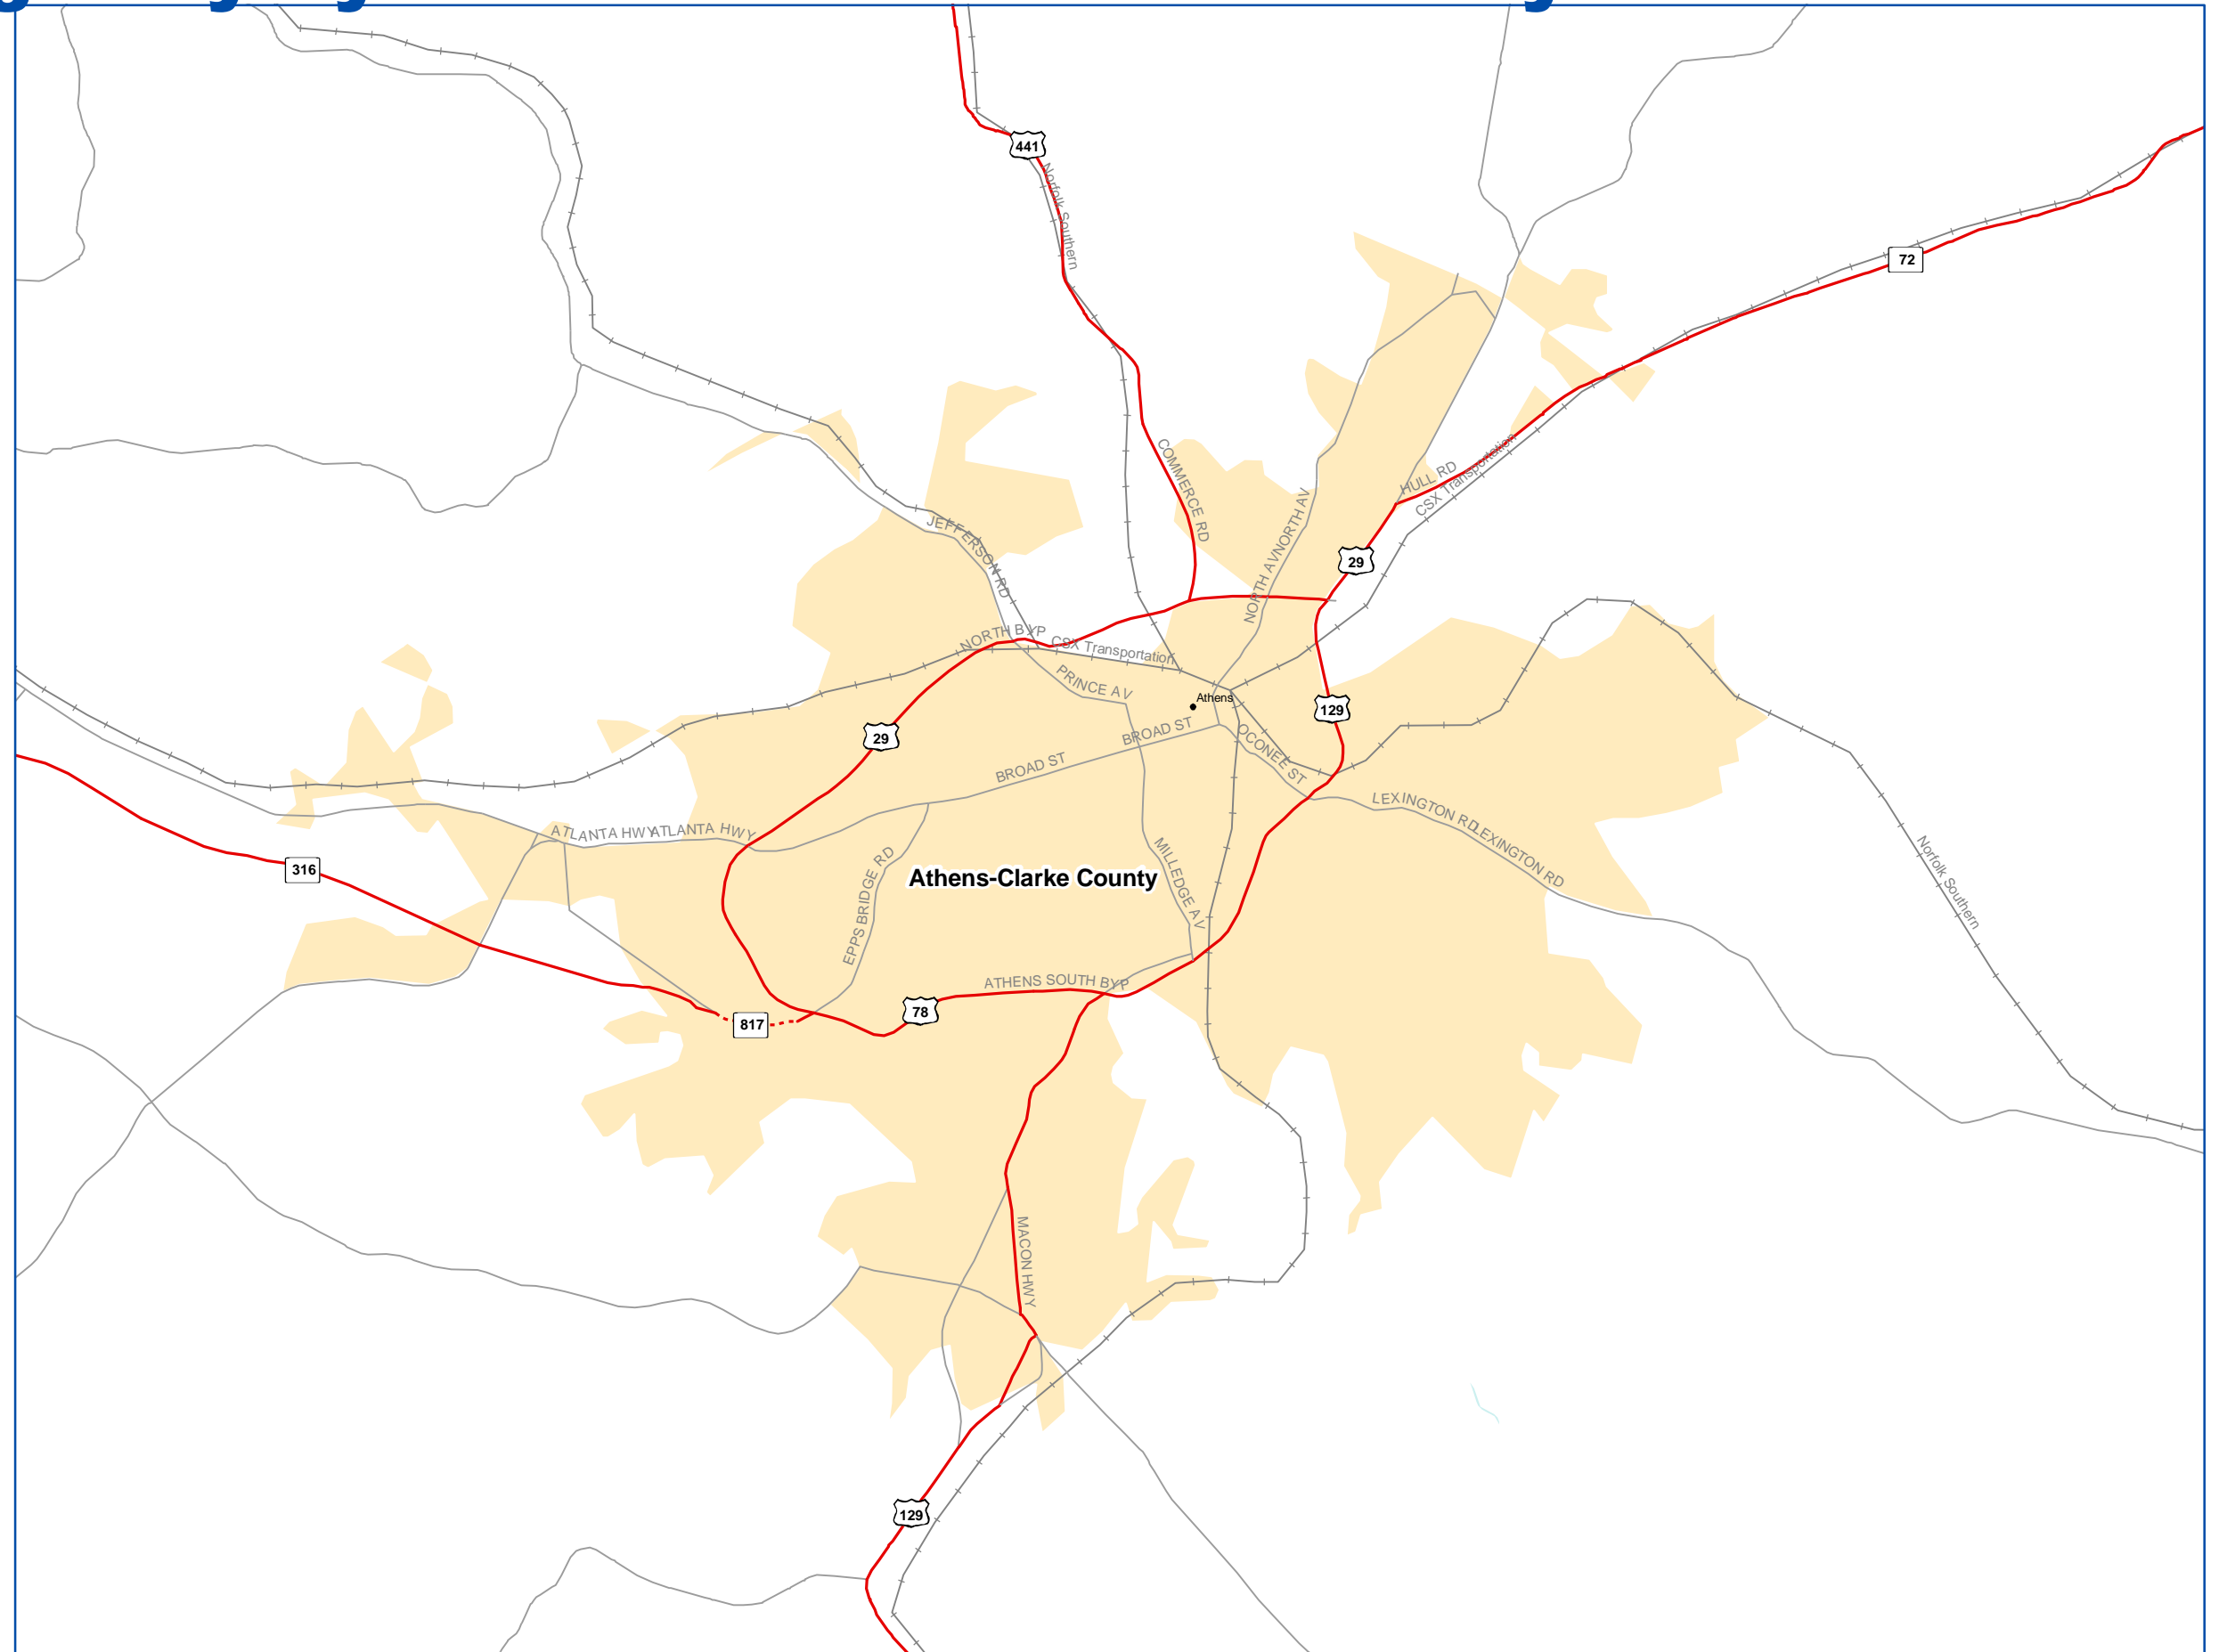 441
Norfolk Southern
72
COMMERCE RD
HULL RD
CSX Transportation
JEFFERSON RD
NORTH AV
NORTH AV
29
NORTH BYP
CSX Transportation
PRINCE AV
Athens
129
29
BROAD ST
BROAD ST
OCONEE ST
LEXINGTON RD
LEXINGTON RD
ATLANTA HWY
ATLANTA HWY
316
EPPS BRIDGE RD
Athens-Clarke County
MILLEDGE AV
Norfolk Southern
ATHENS SOUTH BYP
78
817
MACON HWY
129